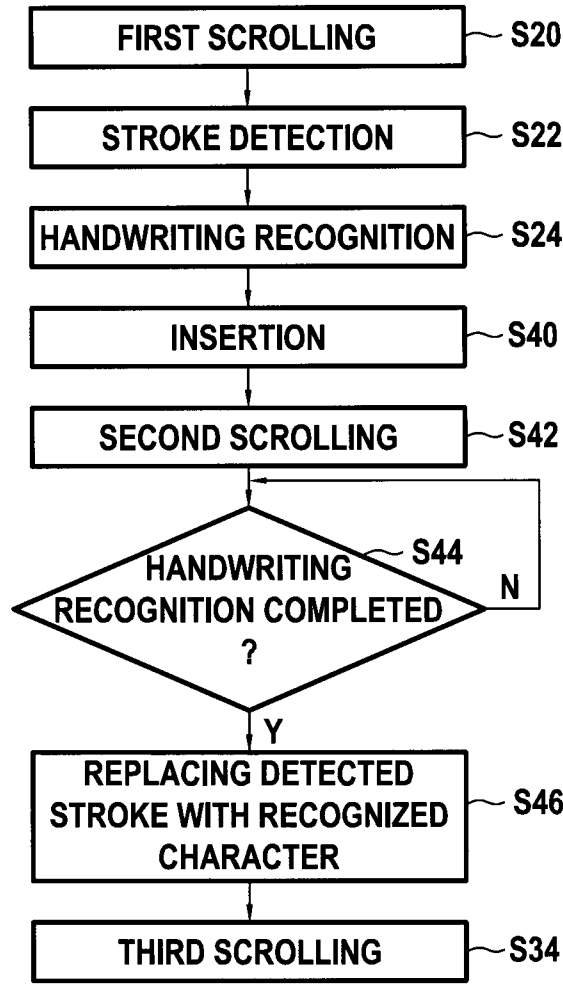 FIRST SCROLLING S20
STROKE DETECTION S22
HANDWRITING RECOGNITION S24
INSERTION S40
SECOND SCROLLING S42
S44
HANDWRITING
RECOGNITION COMPLETED
?
N
Y
REPLACING DETECTED
STROKE WITH RECOGNIZED
CHARACTER
S46
THIRD SCROLLING S34